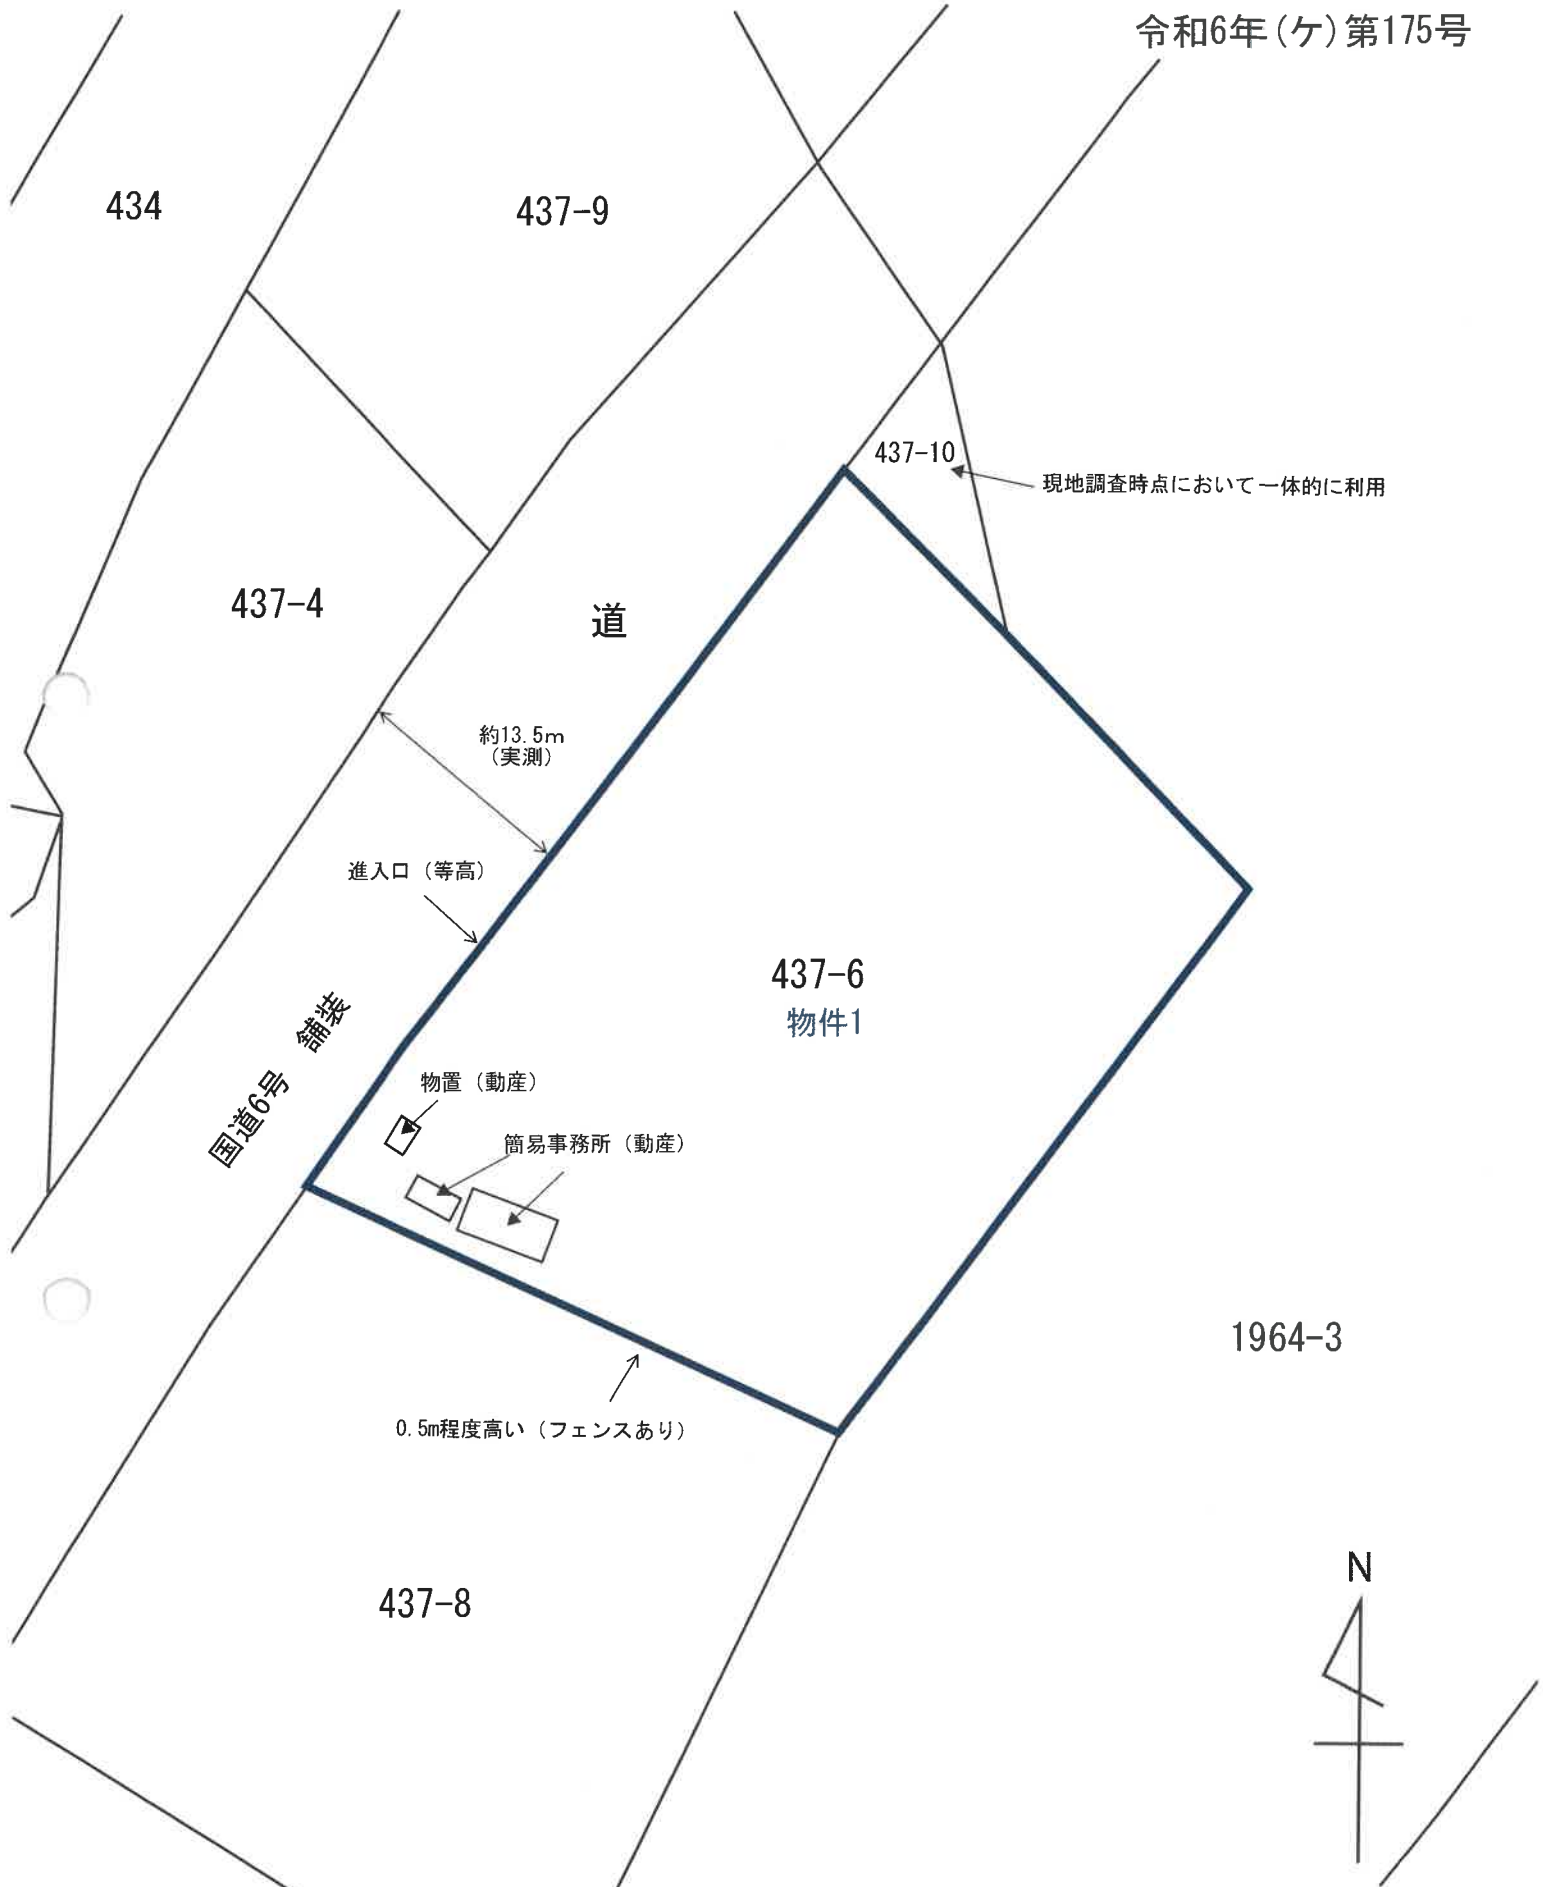 令和6年(ケ)第175号
434
437-9
437-10
現地調査時点において一体的に利用
437-4
道
約13.5m
(実測)
進入口(等高)
437-6
物件1
国道6号 舗装
物置(動産)
簡易事務所(動産)
1964-3
0.5m程度高い(フェンスあり)
N
437-8